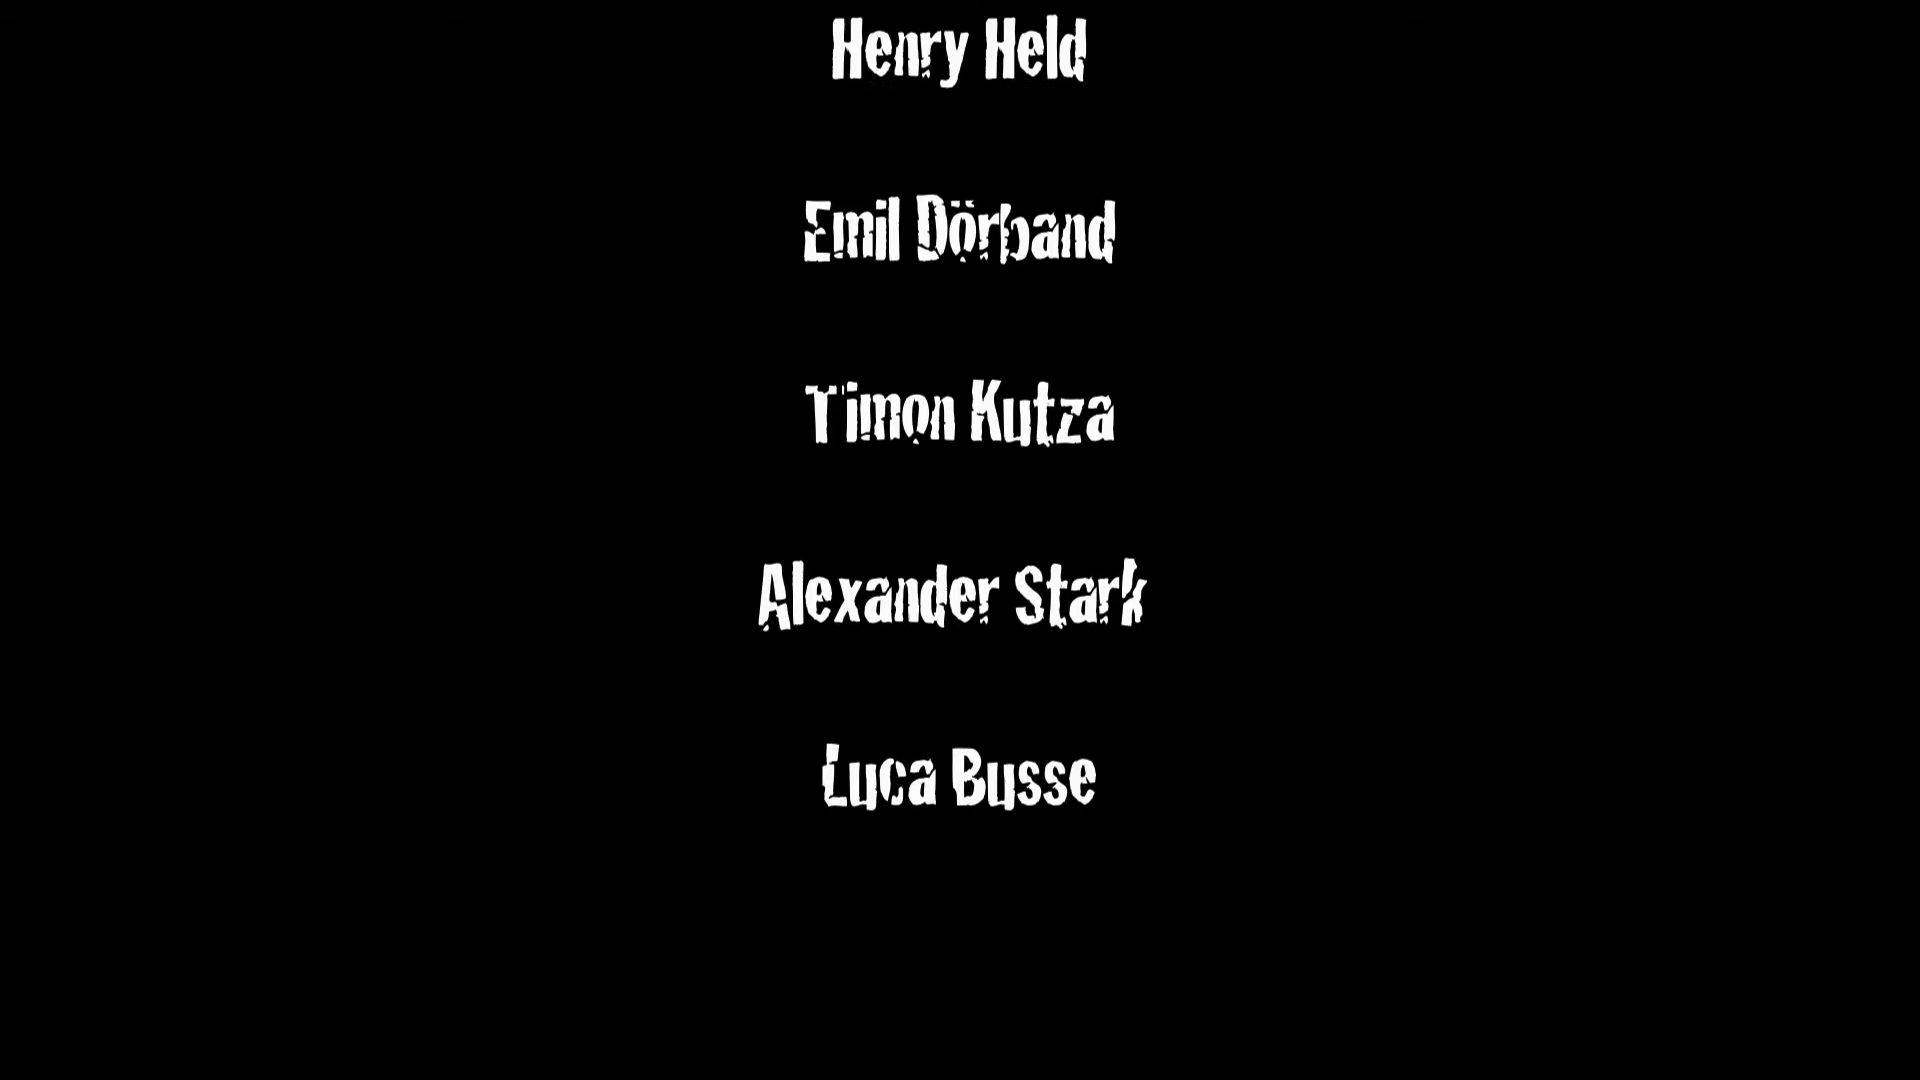 Henry Held
Emil Dörband
Timon Kutza
Alexander Stark
Luca Busse